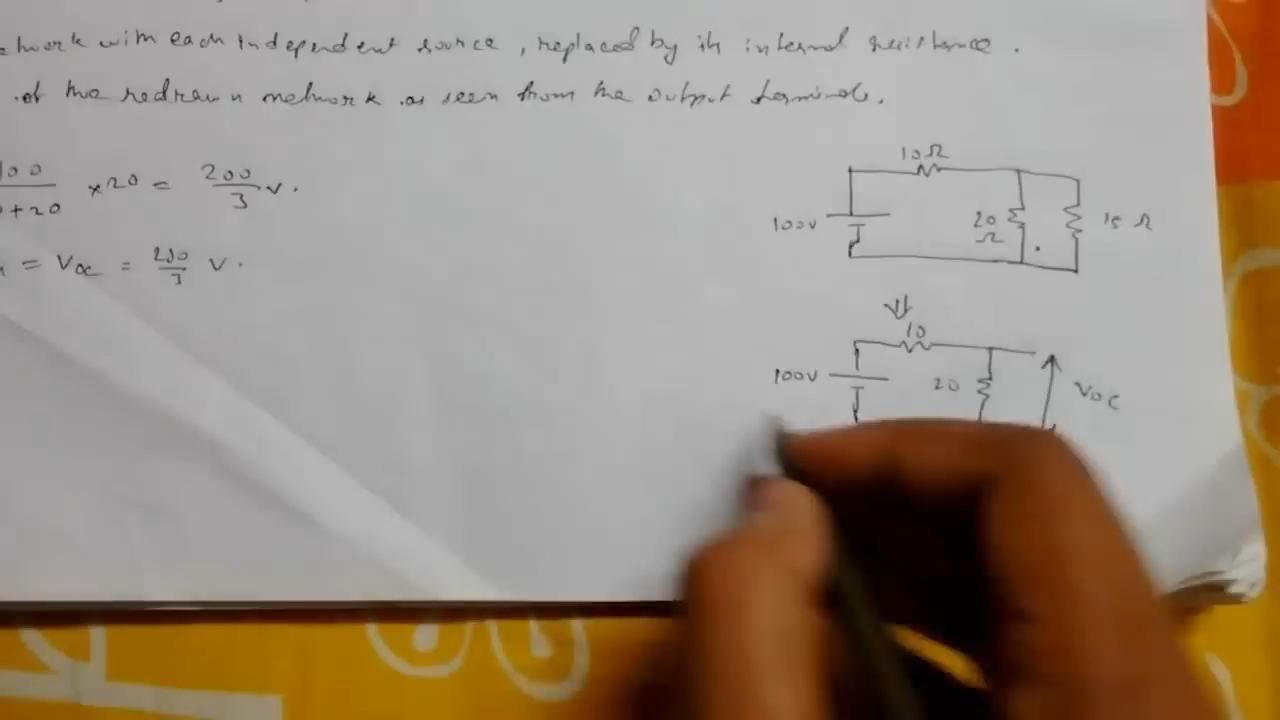 work with each independent source, replaced by its internal resistance.
of the redrawn network as seen from the output terminals.
100
+20
×20 =
200
3
V.
= Voc =
200
3
V.
10Ω
100V
20
Ω
15 Ω
⇓
10
100V
20
Voc